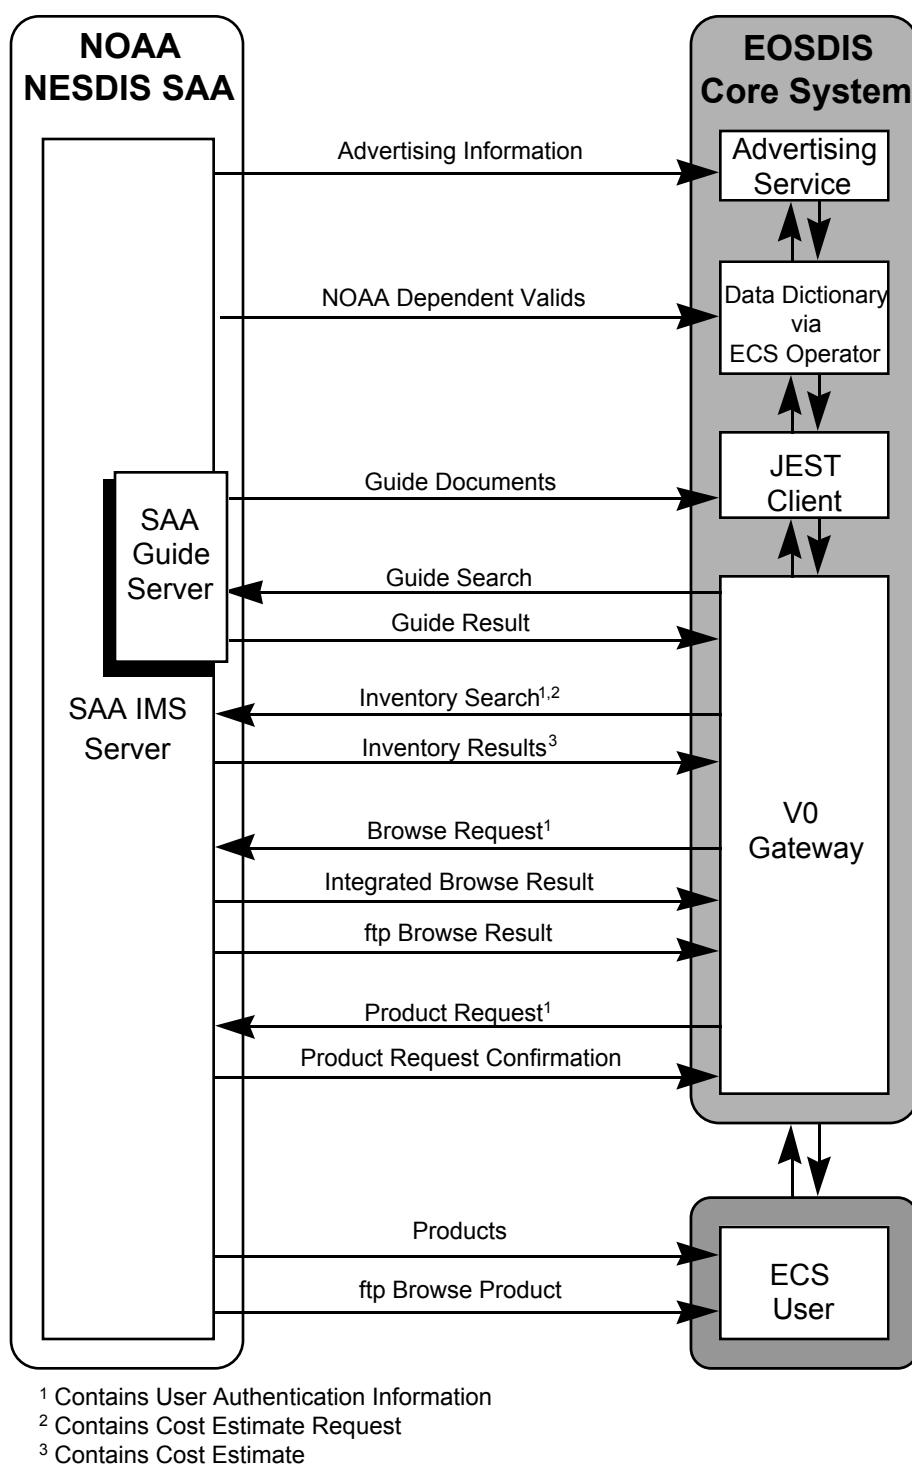 NOAA
NESDIS SAA
EOSDIS
Core System
Advertising Information
Advertising
Service
NOAA Dependent Valids
Data Dictionary
via
ECS Operator
Guide Documents
JEST
Client
SAA
Guide
Server
Guide Search
Guide Result
SAA IMS
Server
Inventory Search1,2
Inventory Results3
Browse Request1
Integrated Browse Result
ftp Browse Result
Product Request1
Product Request Confirmation
V0
Gateway
Products
ftp Browse Product
ECS
User
1 Contains User Authentication Information
2 Contains Cost Estimate Request
3 Contains Cost Estimate